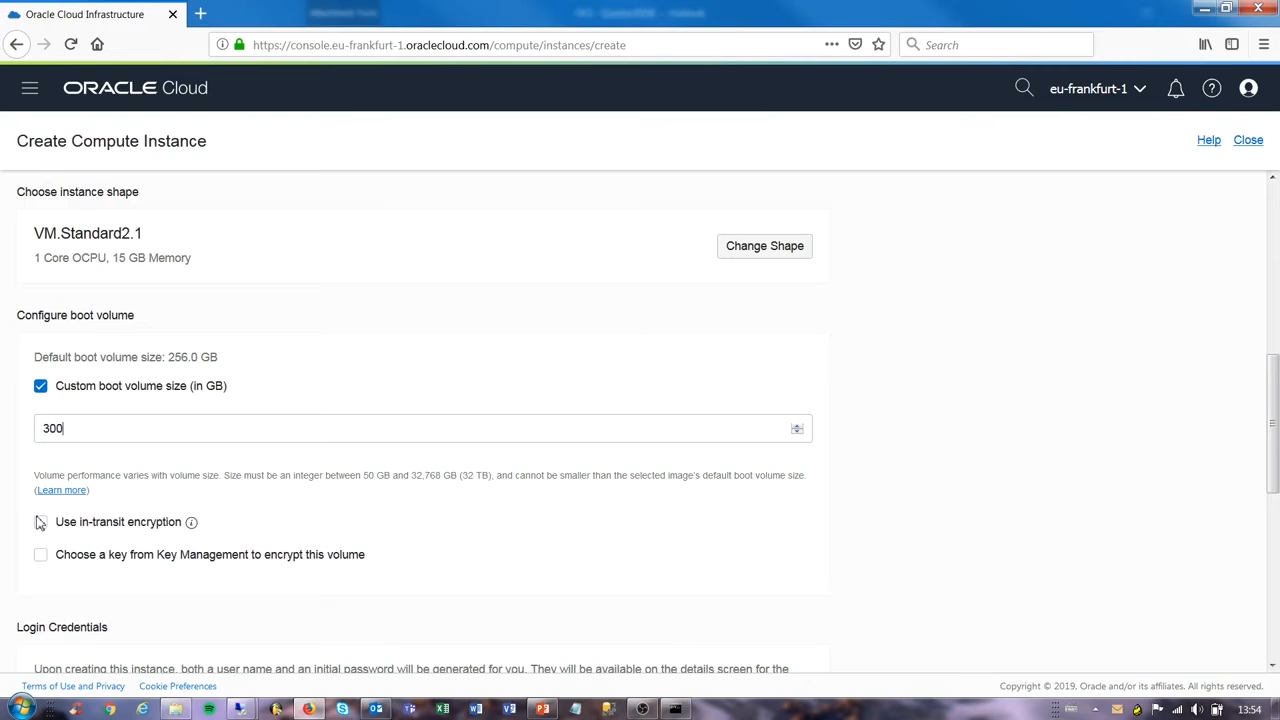 Oracle Cloud Infrastructure
https://console.eu-frankfurt-1.oraclecloud.com/compute/instances/create
Search
ORACLE Cloud
eu-frankfurt-1
Create Compute Instance
Help
Close
Choose instance shape
VM.Standard2.1
1 Core OCPU, 15 GB Memory
Change Shape
Configure boot volume
Default boot volume size: 256.0 GB
Custom boot volume size (in GB)
300
Volume performance varies with volume size. Size must be an integer between 50 GB and 32,768 GB (32 TB), and cannot be smaller than the selected image's default boot volume size.
(Learn more)
Use in-transit encryption
Choose a key from Key Management to encrypt this volume
Login Credentials
Upon creating this instance, both a user name and an initial password will be generated for you. They will be available on the details screen for the
Terms of Use and Privacy
Cookie Preferences
Copyright © 2019, Oracle and/or its affiliates. All rights reserved.
13:54